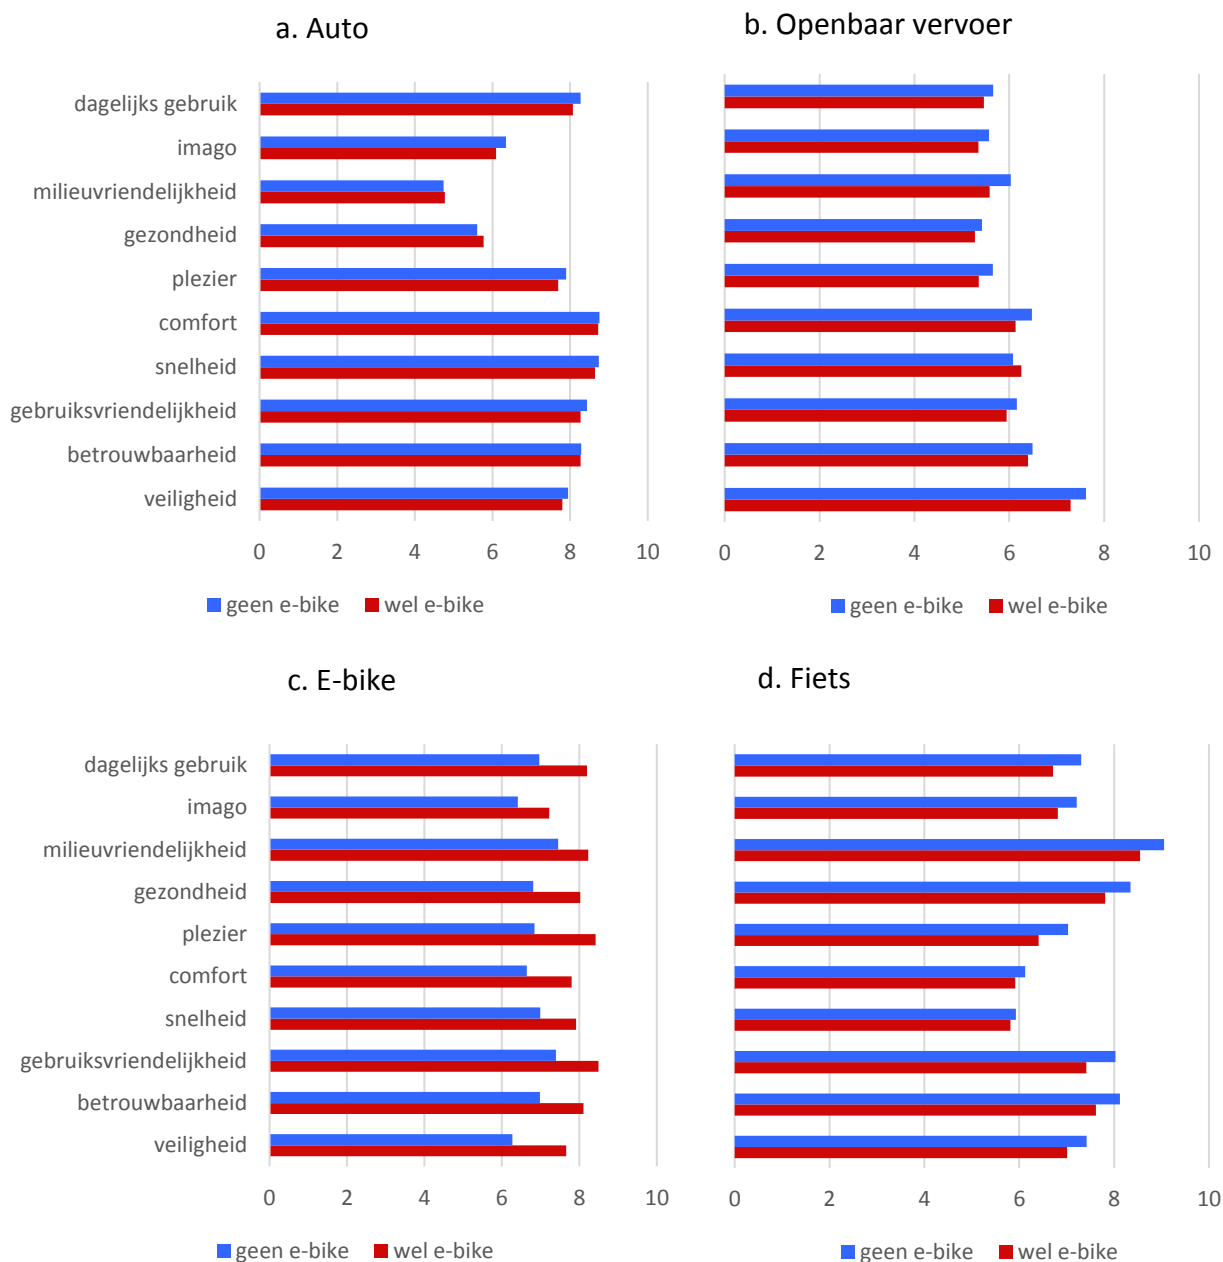 a. Auto
dagelijks gebruik
imago
milieuvriendelijkheid
gezondheid
plezier
comfort
snelheid
gebruiksvriendelijkheid
betrouwbaarheid
veiligheid
0 2 4 6 8 10
geen e-bike wel e-bike
b. Openbaar vervoer
0 2 4 6 8 10
geen e-bike wel e-bike
c. E-bike
dagelijks gebruik
imago
milieuvriendelijkheid
gezondheid
plezier
comfort
snelheid
gebruiksvriendelijkheid
betrouwbaarheid
veiligheid
0 2 4 6 8 10
geen e-bike wel e-bike
d. Fiets
0 2 4 6 8 10
geen e-bike wel e-bike